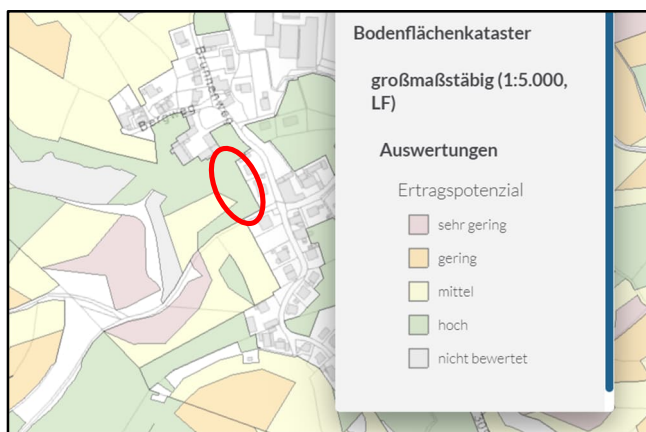 Brunnenweg
Bergweg
Bodenflächenkataster
großmaßstäbig (1:5.000,
LF)
Auswertungen
Ertragspotenzial
sehr gering
gering
mittel
hoch
nicht bewertet